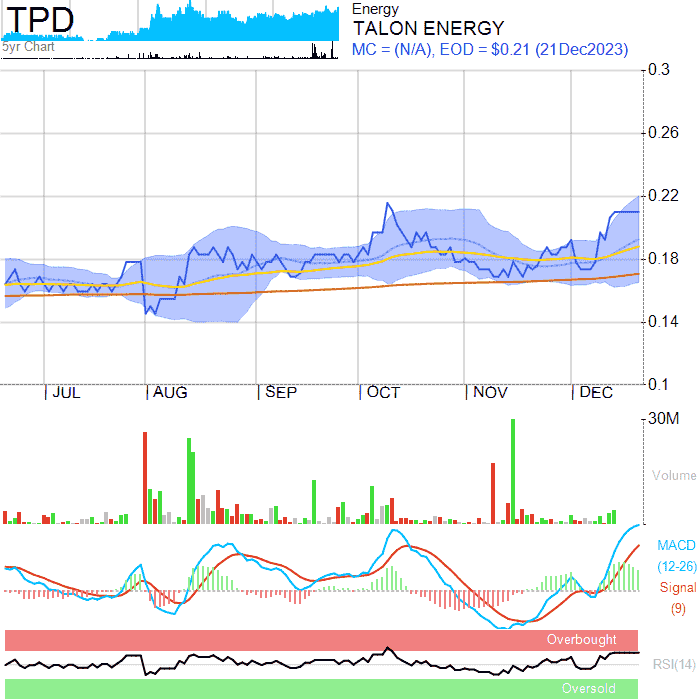 TPD
5yr Chart
Energy
TALON ENERGY
MC = (N/A), EOD = $0.21 (21Dec2023)
0.3
0.26
0.22
0.18
0.14
0.1
JUL AUG SEP OCT NOV DEC
30M
Volume
MACD
(12-26)
Signal
(9)
Overbought
RSI(14)
Oversold